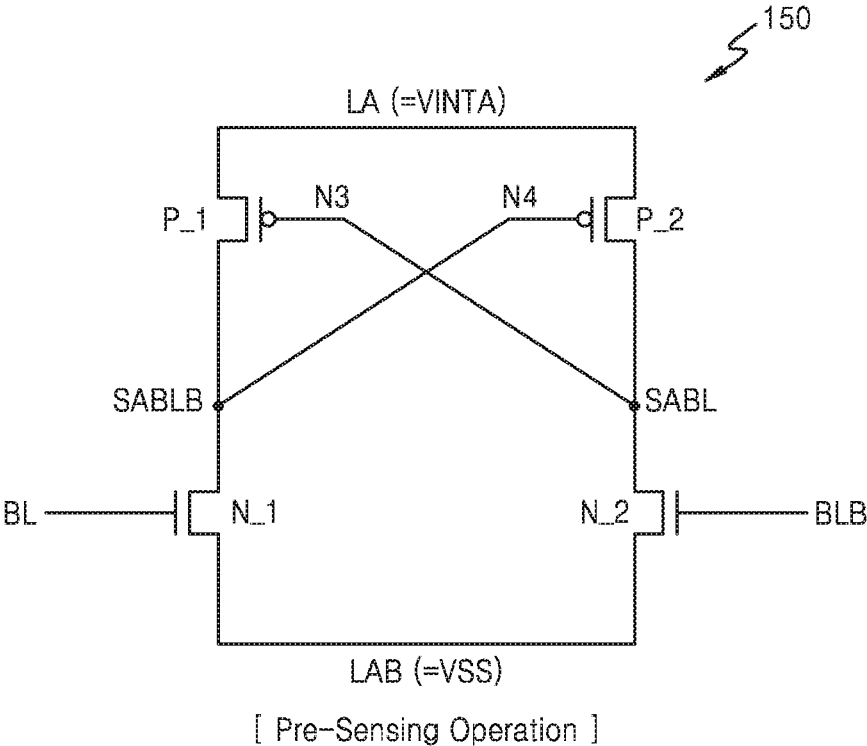 150
LA (=VINTA)
P_1
N3
N4
P_2
SABLB
SABL
BL
N_1
N_2
BLB
LAB (=VSS)
[ Pre-Sensing Operation ]